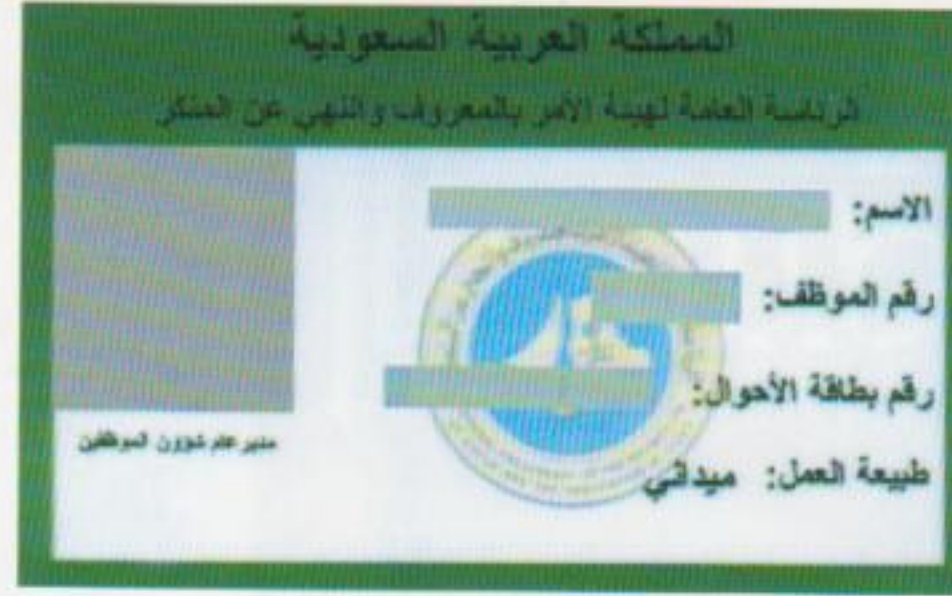 المملكة العربية السعودية
الرئاسة العامة لهيئة الأمر بالمعروف والنهي عن المنكر
الاسم:
رقم الموظف:
رقم بطاقة الأحوال:
طبيعة العمل: ميداني
مدير عام شؤون الموظفين